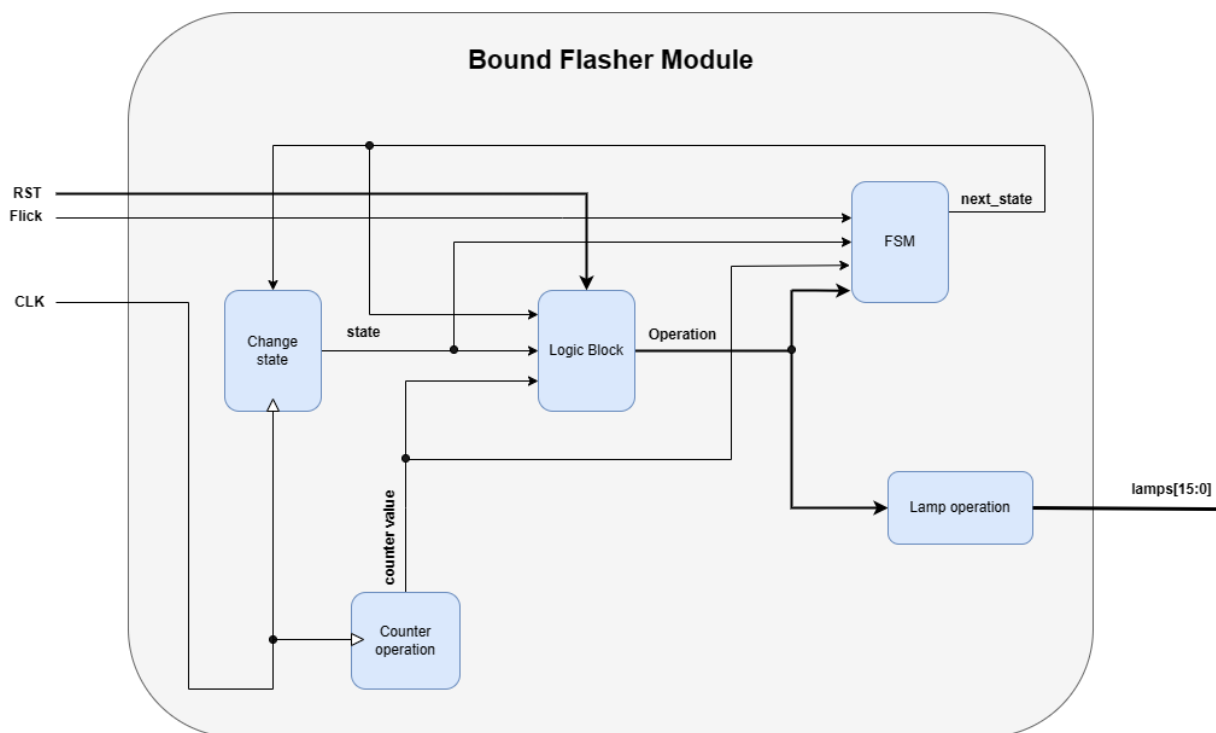 Bound Flasher Module
RST
Flick
CLK
next_state
FSM
Change
state
state
Logic Block
Operation
counter value
Lamp operation
lamps[15:0]
Counter
operation